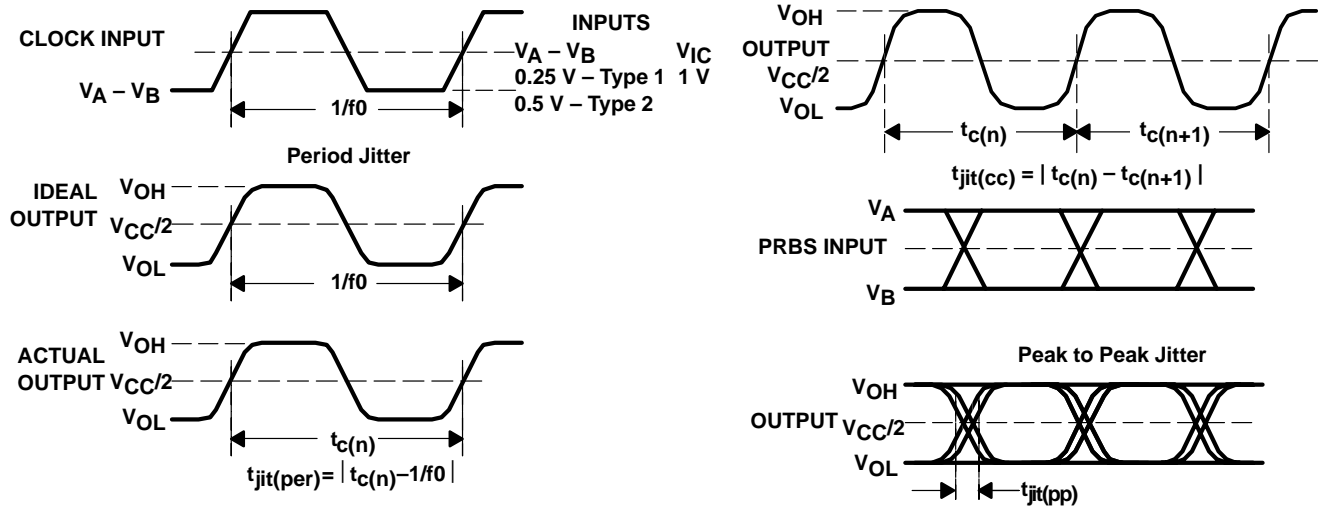 CLOCK INPUT
VA – VB
1/f0
INPUTS
VA – VB VIC
0.25 V – Type 1 1 V
0.5 V – Type 2
Period Jitter
IDEAL
OUTPUT
VOH
VCC/2
VOL
1/f0
ACTUAL
OUTPUT
VOH
VCC/2
VOL
tc(n)
tjit(per)= | tc(n)–1/f0 |
VOH
OUTPUT
VCC/2
VOL
tc(n)
tc(n+1)
tjit(cc) = | tc(n) – tc(n+1) |
VA
PRBS INPUT
VB
Peak to Peak Jitter
VOH
OUTPUT VCC/2
VOL
tjit(pp)